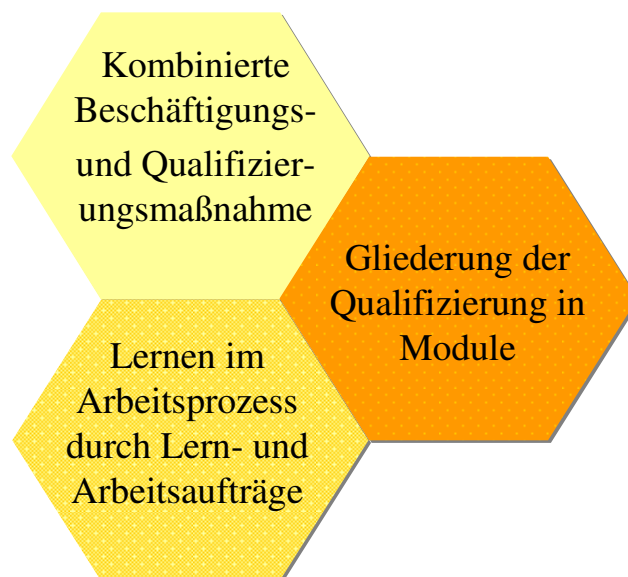 Kombinierte
Beschäftigungs-
und Qualifizier-
ungsmaßnahme
Gliederung der
Qualifizierung in
Module
Lernen im
Arbeitsprozess
durch Lern- und
Arbeitsaufträge